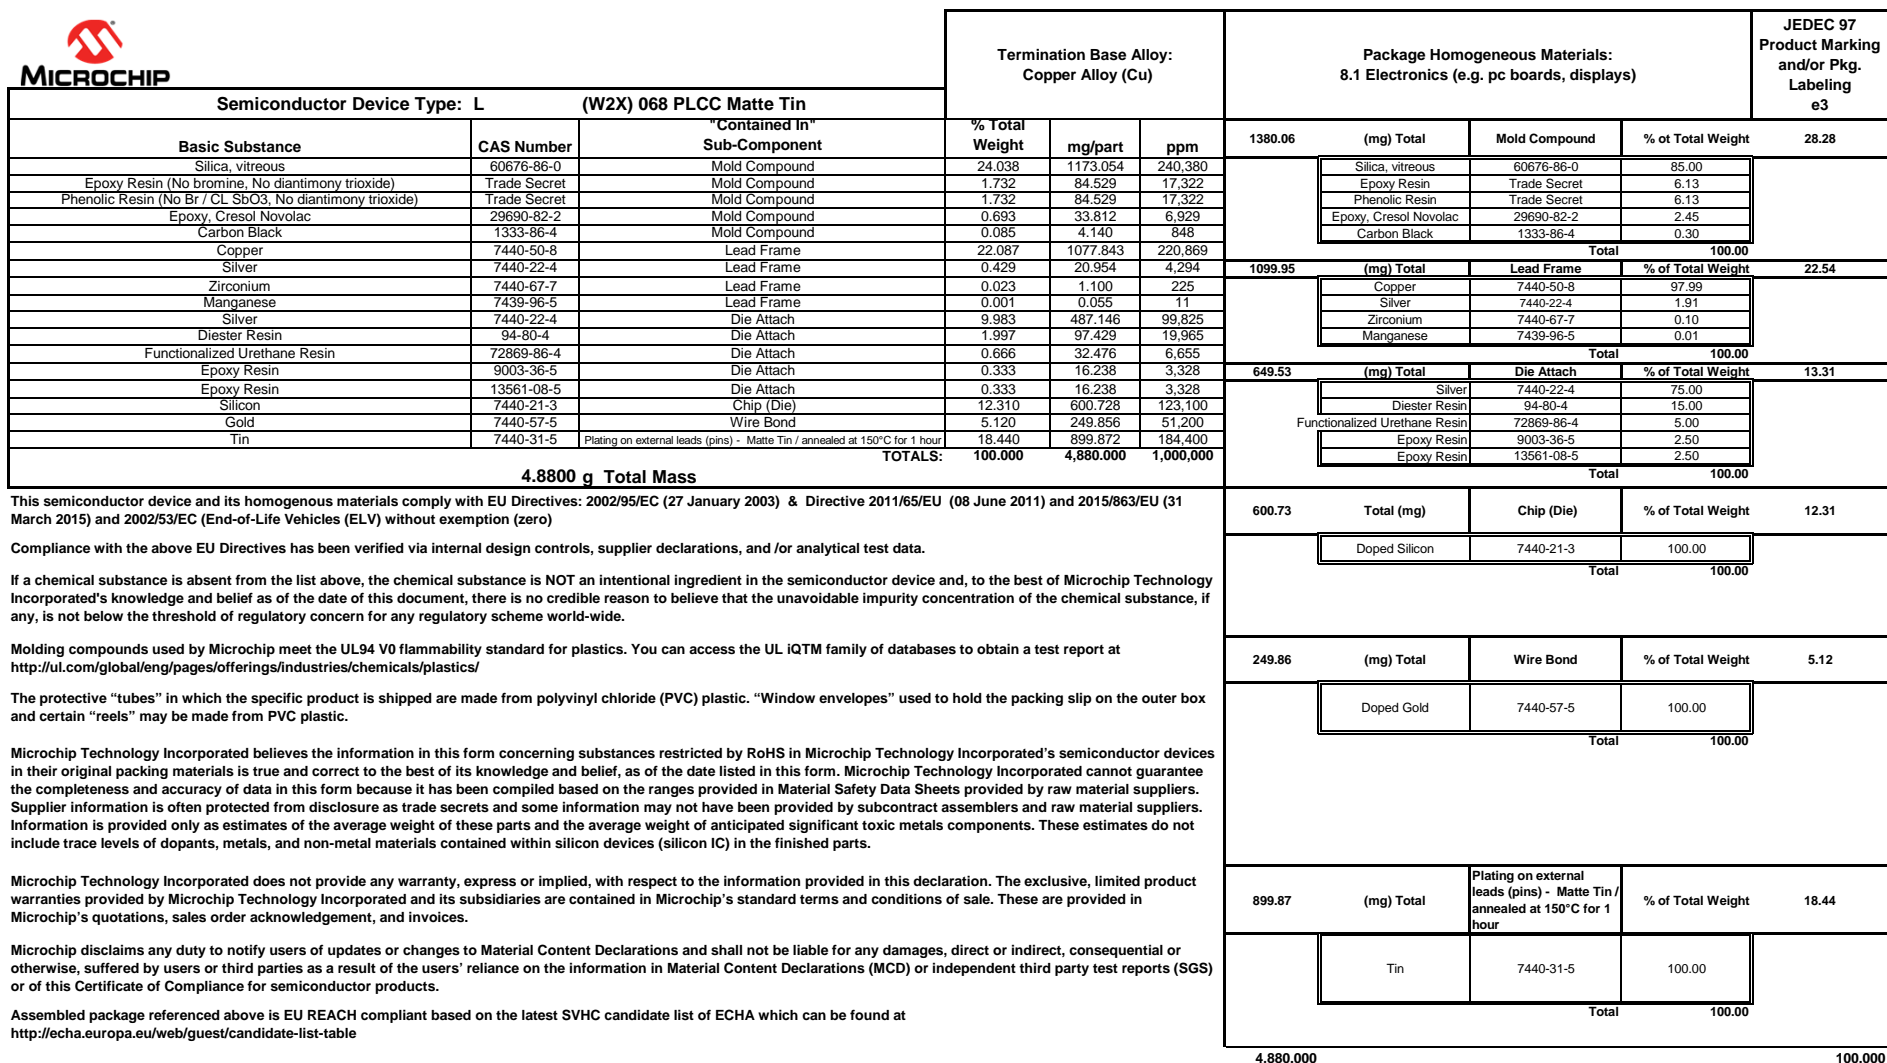 MICROCHIP
Termination Base Alloy:
Copper Alloy (Cu)
Package Homogeneous Materials:
8.1 Electronics (e.g. pc boards, displays)
JEDEC 97
Product Marking
and/or Pkg.
Labeling
e3
Semiconductor Device Type: L (W2X) 068 PLCC Matte Tin
Basic Substance CAS Number "Contained In" Sub-Component % Total Weight mg/part ppm
Silica, vitreous 60676-86-0 Mold Compound 24.038 1173.054 240,380
Epoxy Resin (No bromine, No diantimony trioxide) Trade Secret Mold Compound 1.732 84.529 17,322
Phenolic Resin (No Br / CL SbO3, No diantimony trioxide) Trade Secret Mold Compound 1.732 84.529 17,322
Epoxy, Cresol Novolac 29690-82-2 Mold Compound 0.693 33.812 6,929
Carbon Black 1333-86-4 Mold Compound 0.085 4.140 848
Copper 7440-50-8 Lead Frame 22.087 1077.843 220,869
Silver 7440-22-4 Lead Frame 0.429 20.954 4,294
Zirconium 7440-67-7 Lead Frame 0.023 1.100 225
Manganese 7439-96-5 Lead Frame 0.001 0.055 11
Silver 7440-22-4 Die Attach 9.983 487.146 99,825
Diester Resin 94-80-4 Die Attach 1.997 97.429 19,965
Functionalized Urethane Resin 72869-86-4 Die Attach 0.666 32.476 6,655
Epoxy Resin 9003-36-5 Die Attach 0.333 16.238 3,328
Epoxy Resin 13561-08-5 Die Attach 0.333 16.238 3,328
Silicon 7440-21-3 Chip (Die) 12.310 600.728 123,100
Gold 7440-57-5 Wire Bond 5.120 249.856 51,200
Tin 7440-31-5 Plating on external leads (pins) - Matte Tin / annealed at 150°C for 1 hour 18.440 899.872 184,400
TOTALS: 100.000 4,880.000 1,000,000
4.8800 g Total Mass
This semiconductor device and its homogenous materials comply with EU Directives: 2002/95/EC (27 January 2003) & Directive 2011/65/EU (08 June 2011) and 2015/863/EU (31
March 2015) and 2002/53/EC (End-of-Life Vehicles (ELV) without exemption (zero)
Compliance with the above EU Directives has been verified via internal design controls, supplier declarations, and /or analytical test data.
If a chemical substance is absent from the list above, the chemical substance is NOT an intentional ingredient in the semiconductor device and, to the best of Microchip Technology
Incorporated's knowledge and belief as of the date of this document, there is no credible reason to believe that the unavoidable impurity concentration of the chemical substance, if
any, is not below the threshold of regulatory concern for any regulatory scheme world-wide.
Molding compounds used by Microchip meet the UL94 V0 flammability standard for plastics. You can access the UL iQTM family of databases to obtain a test report at
http://ul.com/global/eng/pages/offerings/industries/chemicals/plastics/
The protective “tubes” in which the specific product is shipped are made from polyvinyl chloride (PVC) plastic. “Window envelopes” used to hold the packing slip on the outer box
and certain “reels” may be made from PVC plastic.
Microchip Technology Incorporated believes the information in this form concerning substances restricted by RoHS in Microchip Technology Incorporated’s semiconductor devices
in their original packing materials is true and correct to the best of its knowledge and belief, as of the date listed in this form. Microchip Technology Incorporated cannot guarantee
the completeness and accuracy of data in this form because it has been compiled based on the ranges provided in Material Safety Data Sheets provided by raw material suppliers.
Supplier information is often protected from disclosure as trade secrets and some information may not have been provided by subcontract assemblers and raw material suppliers.
Information is provided only as estimates of the average weight of these parts and the average weight of anticipated significant toxic metals components. These estimates do not
include trace levels of dopants, metals, and non-metal materials contained within silicon devices (silicon IC) in the finished parts.
Microchip Technology Incorporated does not provide any warranty, express or implied, with respect to the information provided in this declaration. The exclusive, limited product
warranties provided by Microchip Technology Incorporated and its subsidiaries are contained in Microchip’s standard terms and conditions of sale. These are provided in
Microchip’s quotations, sales order acknowledgement, and invoices.
Microchip disclaims any duty to notify users of updates or changes to Material Content Declarations and shall not be liable for any damages, direct or indirect, consequential or
otherwise, suffered by users or third parties as a result of the users’ reliance on the information in Material Content Declarations (MCD) or independent third party test reports (SGS)
or of this Certificate of Compliance for semiconductor products.
Assembled package referenced above is EU REACH compliant based on the latest SVHC candidate list of ECHA which can be found at
http://echa.europa.eu/web/guest/candidate-list-table
1380.06 (mg) Total Mold Compound % of Total Weight 28.28
Silica, vitreous 60676-86-0 85.00
Epoxy Resin Trade Secret 6.13
Phenolic Resin Trade Secret 6.13
Epoxy, Cresol Novolac 29690-82-2 2.45
Carbon Black 1333-86-4 0.30
Total 100.00
1099.95 (mg) Total Lead Frame % of Total Weight 22.54
Copper 7440-50-8 97.99
Silver 7440-22-4 1.91
Zirconium 7440-67-7 0.10
Manganese 7439-96-5 0.01
Total 100.00
649.53 (mg) Total Die Attach % of Total Weight 13.31
Silver 7440-22-4 75.00
Diester Resin 94-80-4 15.00
Functionalized Urethane Resin 72869-86-4 5.00
Epoxy Resin 9003-36-5 2.50
Epoxy Resin 13561-08-5 2.50
Total 100.00
600.73 Total (mg) Chip (Die) % of Total Weight 12.31
Doped Silicon 7440-21-3 100.00
Total 100.00
249.86 (mg) Total Wire Bond % of Total Weight 5.12
Doped Gold 7440-57-5 100.00
Total 100.00
899.87 (mg) Total Plating on external leads (pins) - Matte Tin / annealed at 150°C for 1 hour % of Total Weight 18.44
Tin 7440-31-5 100.00
Total 100.00
4,880.000 100.000